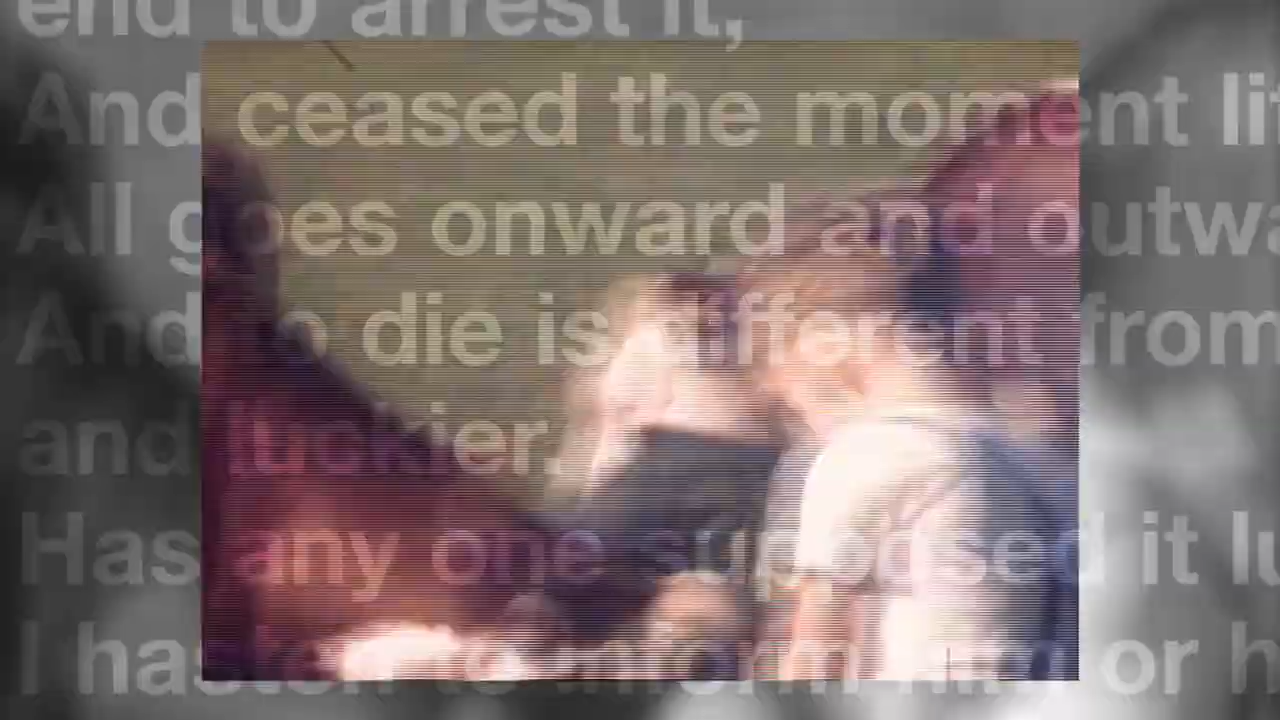 end to arrest it,
And ceased the moment li
All goes onward and outwa
And to die is different from
and luckier.
Has any one supposed it lu
I hasten to inform him or h